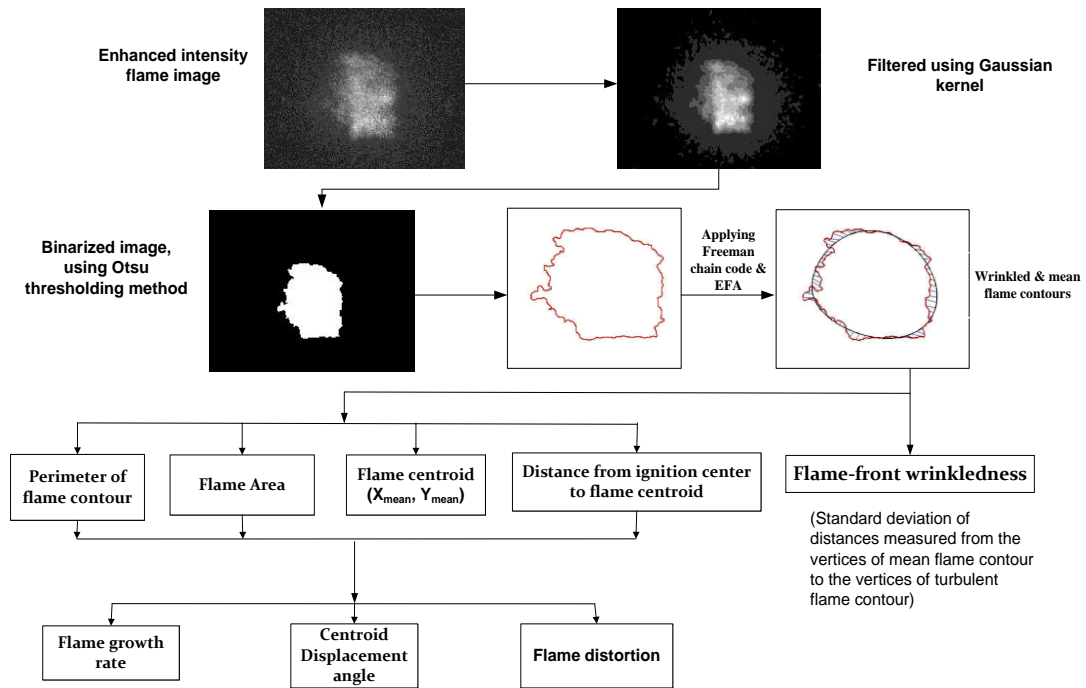 Enhanced intensity
flame image
Filtered using Gaussian
kernel
Binarized image,
using Otsu
thresholding method
Applying
Freeman
chain code &
EFA
Wrinkled & mean
flame contours
Perimeter of
flame contour
Flame Area
Flame centroid
(Xmean, Ymean)
Distance from ignition center
to flame centroid
Flame-front wrinkledness
(Standard deviation of
distances measured from the
vertices of mean flame contour
to the vertices of turbulent
flame contour)
Flame growth
rate
Centroid
Displacement
angle
Flame distortion